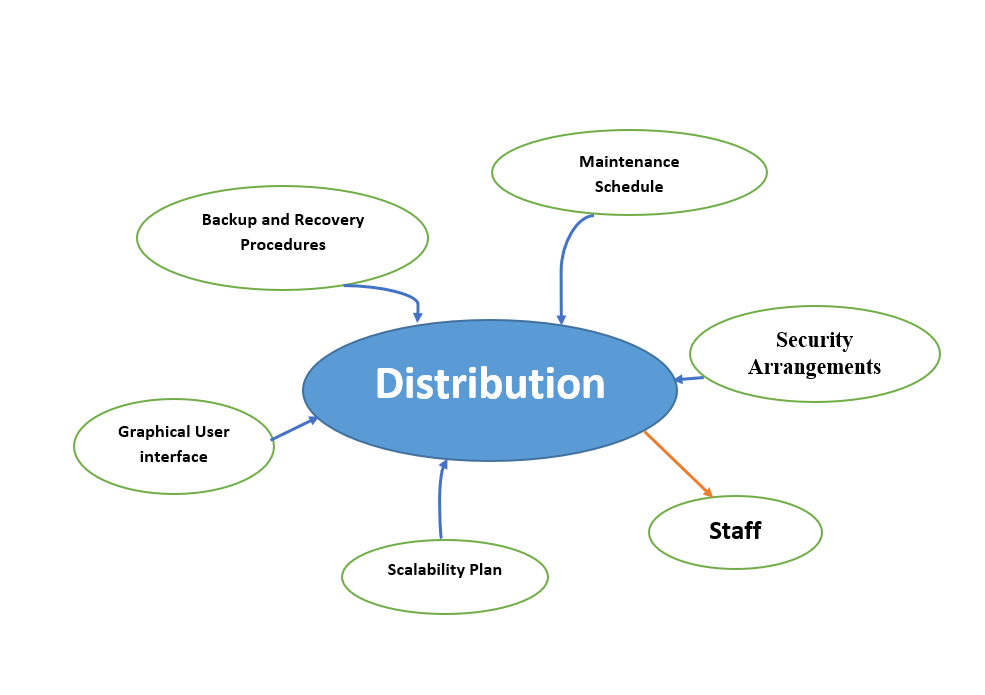 Maintenance
Schedule
Backup and Recovery
Procedures
Security
Arrangements
Distribution
Graphical User
interface
Staff
Scalability Plan